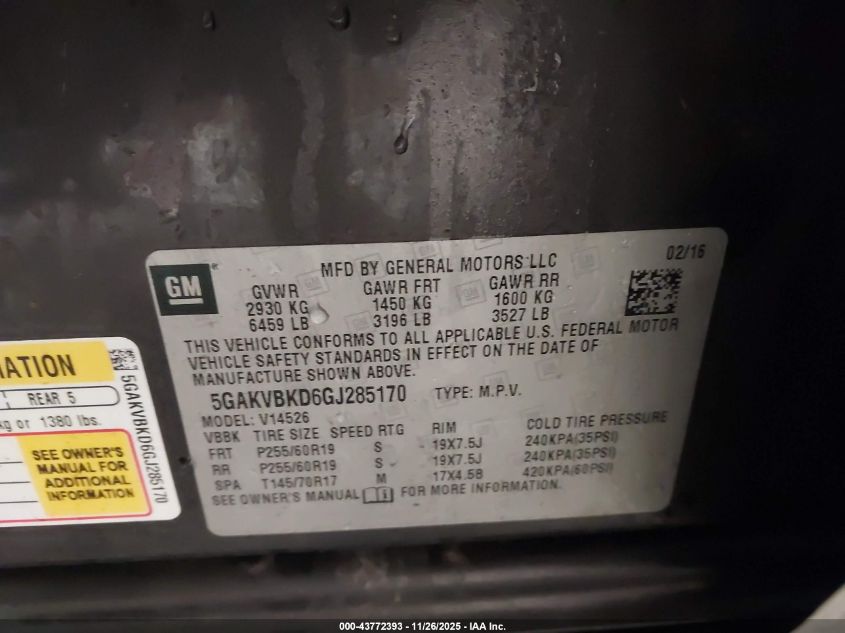 GM
MFD BY GENERAL MOTORS LLC
02/16
GVWR GAWR FRT GAWR RR
2930 KG 1450 KG 1600 KG
6459 LB 3196 LB 3527 LB
THIS VEHICLE CONFORMS TO ALL APPLICABLE U.S. FEDERAL MOTOR
VEHICLE SAFETY STANDARDS IN EFFECT ON THE DATE OF
MANUFACTURE SHOWN ABOVE.
5GAKVBKD6GJ285170 TYPE: M.P.V.
MODEL: V14526
VBBK TIRE SIZE SPEED RTG RIM COLD TIRE PRESSURE
FRT P255/60R19 S 19X7.5J 240KPA(35PSI)
RR P255/60R19 S 19X7.5J 240KPA(35PSI)
SPA T145/70R17 M 17X4.5B 420KPA(60PSI)
SEE OWNER'S MANUAL FOR MORE INFORMATION.
MATION
REAR 5
kg or 1380 lbs.
SEE OWNER'S
MANUAL FOR
ADDITIONAL
INFORMATION
5GAKVBKD6GJ285170
000-43772393 - 11/26/2025 - IAA Inc.